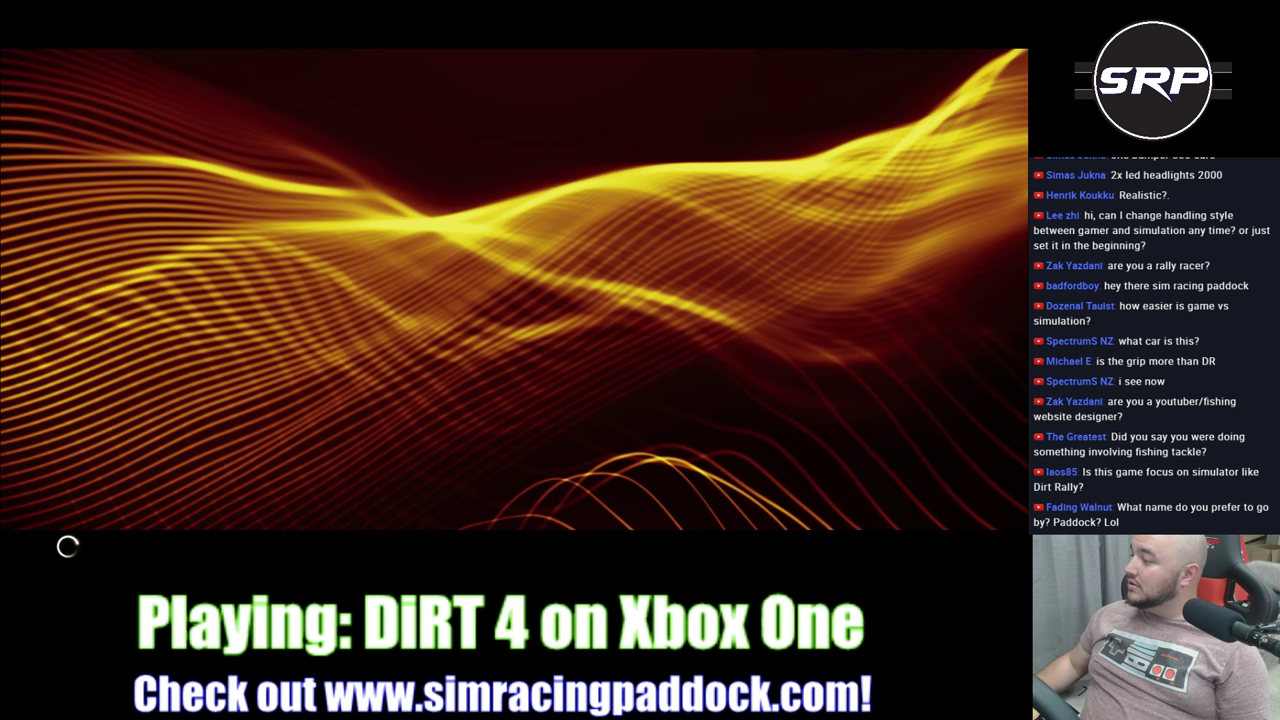 SRP
Simas Jukna: 2x led headlights 2000
Henrik Koukku: Realistic?.
Lee zhi: hi, can I change handling style
between gamer and simulation any time? or just
set it in the beginning?
Zak Yazdani: are you a rally racer?
badfordboy: hey there sim racing paddock
Dozenal Tauist: how easier is game vs
simulation?
SpectrumS NZ: what car is this?
Michael E: is the grip more than DR
SpectrumS NZ: i see now
Zak Yazdani: are you a youtuber/fishing
website designer?
The Greatest: Did you say you were doing
something involving fishing tackle?
laos85: Is this game focus on simulator like
Dirt Rally?
Fading Walnut: What name do you prefer to go
by? Paddock? Lol
Playing: DiRT 4 on Xbox One
Check out www.simracingpaddock.com!